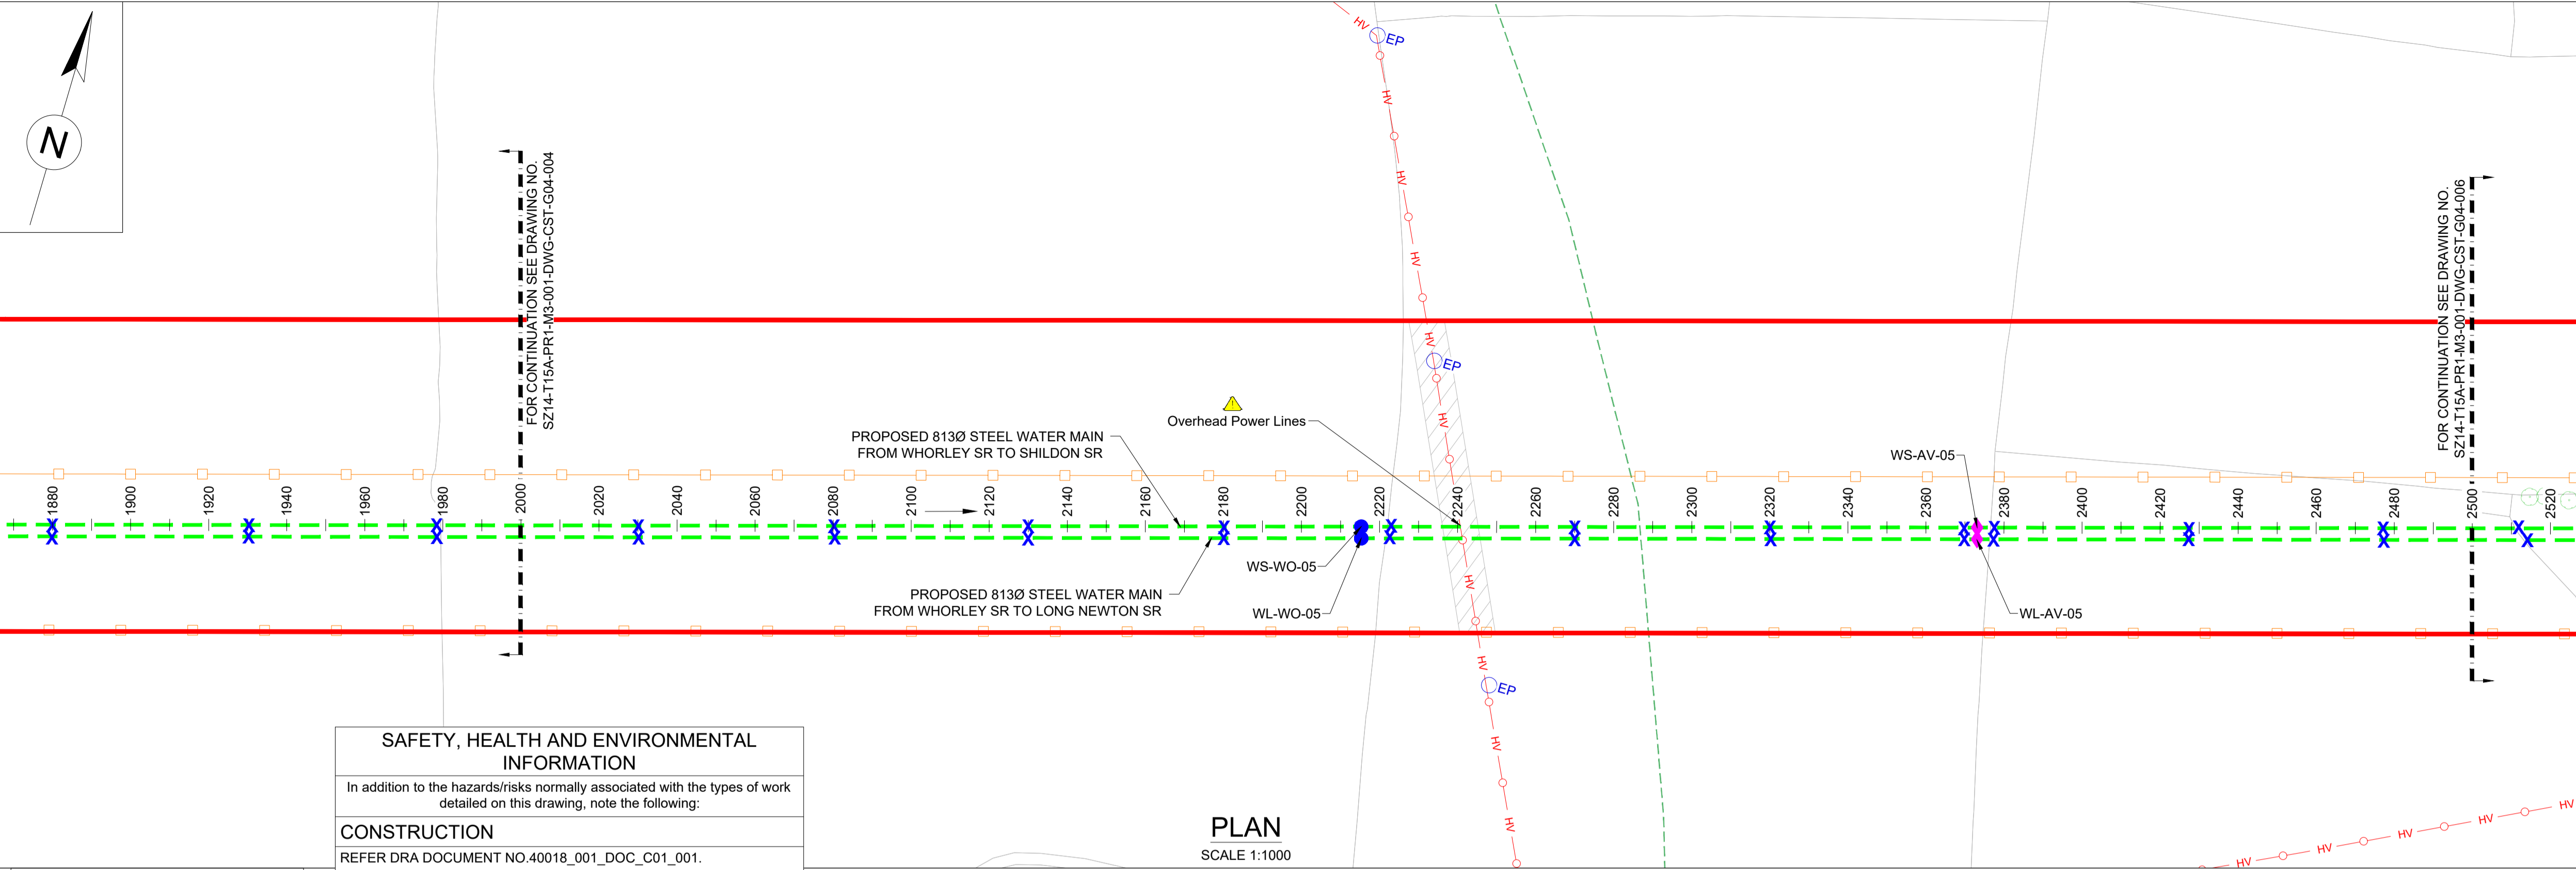 N
FOR CONTINUATION SEE DRAWING NO.
SZ14-T15A-PR1-M3-001-DWG-CST-G04-004
HV
EP
HV
HV
HV
HV
EP
HV
HV
HV
HV
EP
HV
HV
FOR CONTINUATION SEE DRAWING NO.
SZ14-T15A-PR1-M3-001-DWG-CST-G04-006
Overhead Power Lines
PROPOSED 813Ø STEEL WATER MAIN
FROM WHORLEY SR TO SHILDON SR
WS-AV-05
1880
1900
1920
1940
1960
1980
2000
2020
2040
2060
2080
2100
2120
2140
2160
2180
2200
2220
2240
2260
2280
2300
2320
2340
2360
2380
2400
2420
2440
2460
2480
2500
2520
X X X X X X X X X X X X X X X
X X X X X X X X X X X X X X X
WS-WO-05
PROPOSED 813Ø STEEL WATER MAIN
FROM WHORLEY SR TO LONG NEWTON SR
WL-WO-05
WL-AV-05
SAFETY, HEALTH AND ENVIRONMENTAL
INFORMATION
In addition to the hazards/risks normally associated with the types of work
detailed on this drawing, note the following:
CONSTRUCTION
REFER DRA DOCUMENT NO.40018_001_DOC_C01_001.
PLAN
SCALE 1:1000
HV
HV
HV
HV
HV